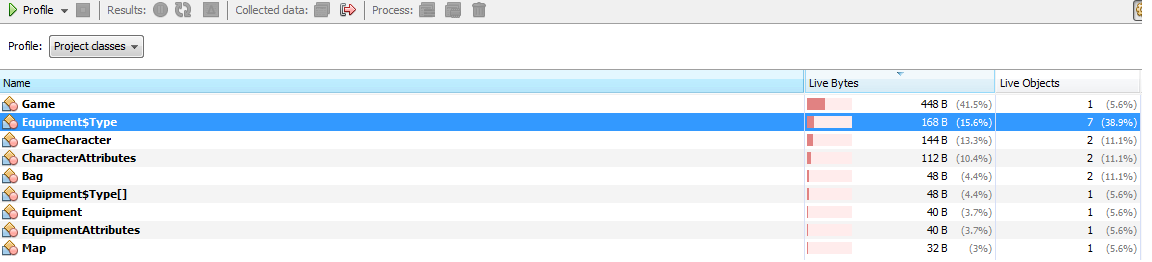 Profile Results: Collected data: Process:
Profile: Project classes
Name Live Bytes Live Objects
Game 448 B (41.5%) 1 (5.6%)
Equipment$Type 168 B (15.6%) 7 (38.9%)
GameCharacter 144 B (13.3%) 2 (11.1%)
CharacterAttributes 112 B (10.4%) 2 (11.1%)
Bag 48 B (4.4%) 2 (11.1%)
Equipment$Type[] 48 B (4.4%) 1 (5.6%)
Equipment 40 B (3.7%) 1 (5.6%)
EquipmentAttributes 40 B (3.7%) 1 (5.6%)
Map 32 B (3%) 1 (5.6%)